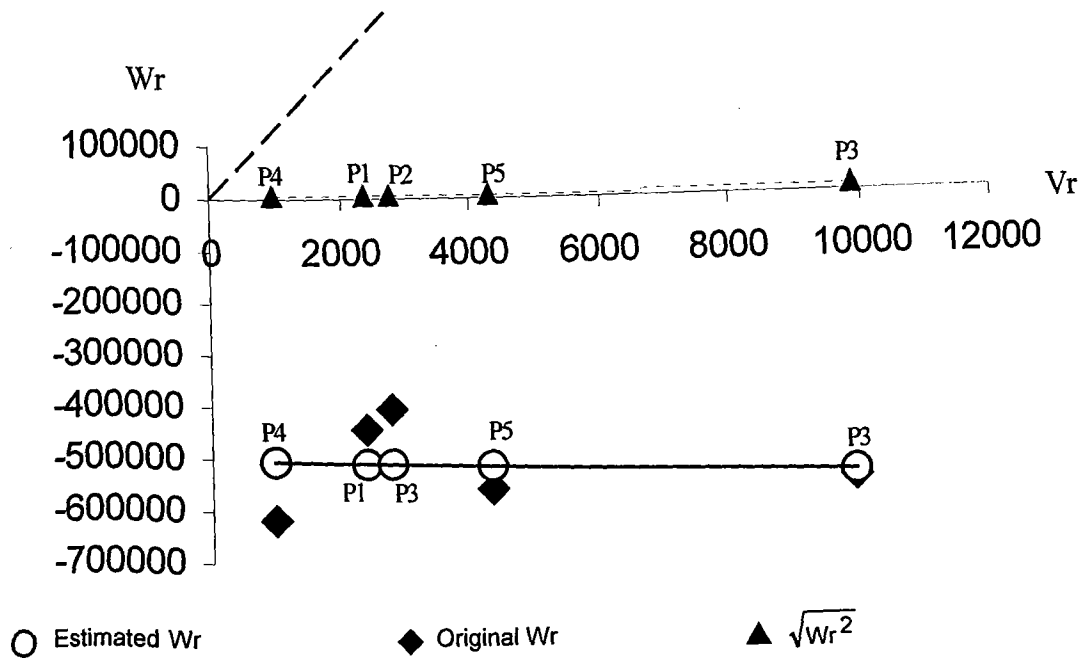 Wr
100000
P4 P1 P2 P5 P3
0
Vr
-100000
0 2000 4000 6000 8000 10000 12000
-200000
-300000
-400000
P4 P5 P3
-500000
P1 P3
-600000
-700000
Estimated Wr Original Wr √Wr²